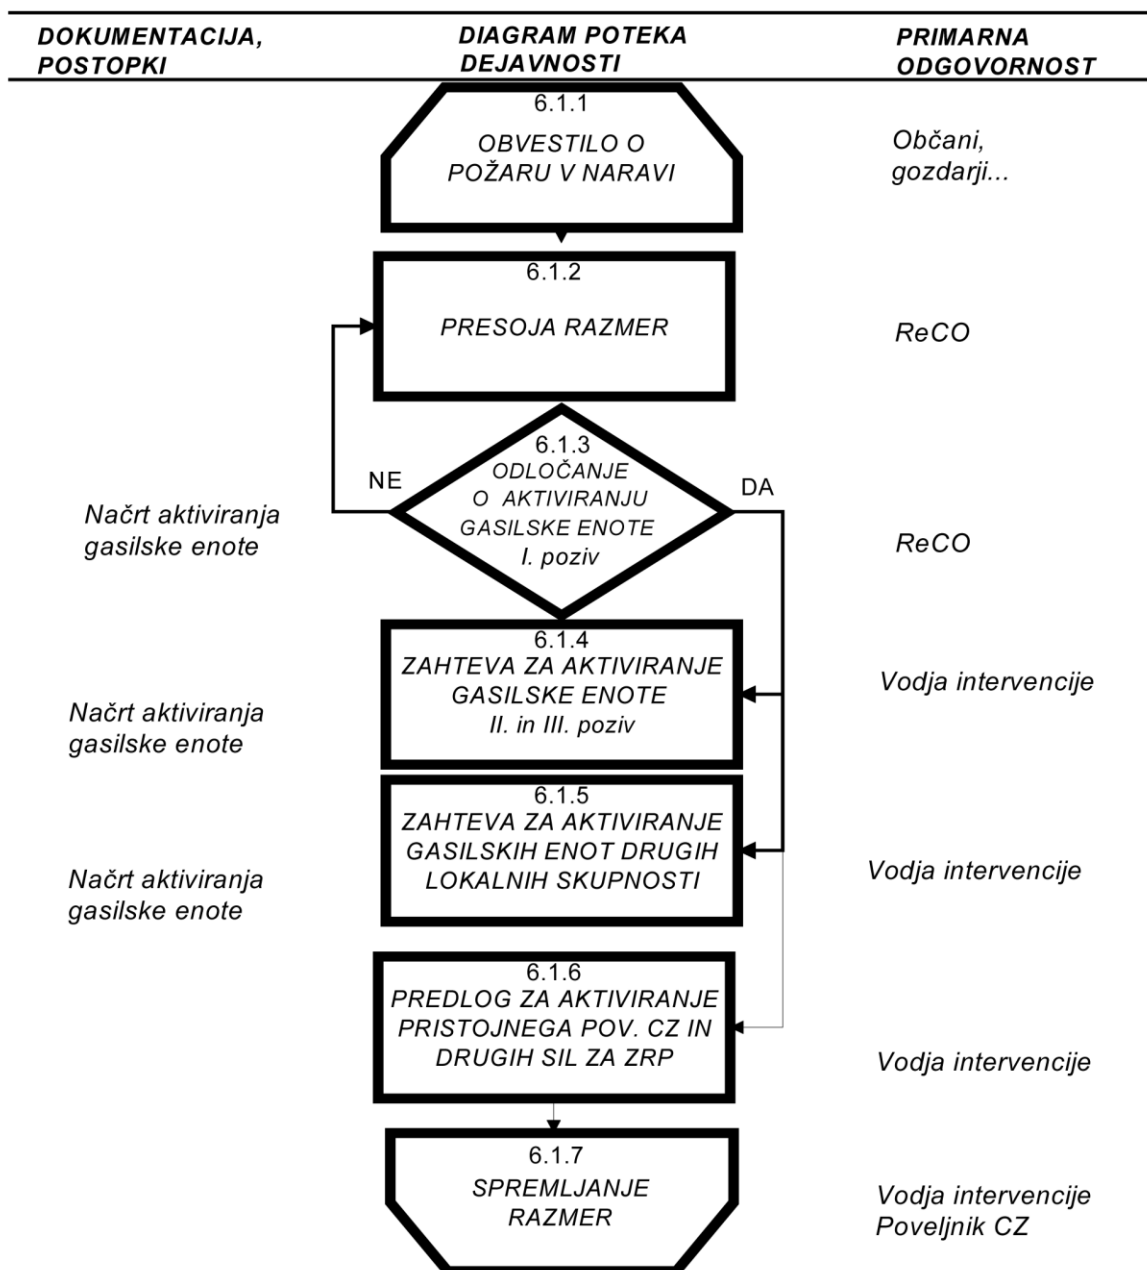 DOKUMENTACIJA,
POSTOPKI
DIAGRAM POTEKA
DEJAVNOSTI
PRIMARNA
ODGOVORNOST
6.1.1
OBVESTILO O
POŽARU V NARAVI
Občani,
gozdarji...
6.1.2
PRESOJA RAZMER
ReCO
6.1.3
ODLOČANJE
O AKTIVIRANJU
GASILSKE ENOTE
I. poziv
NE
DA
Načrt aktiviranja
gasilske enote
ReCO
6.1.4
ZAHTEVA ZA AKTIVIRANJE
GASILSKE ENOTE
II. in III. poziv
Načrt aktiviranja
gasilske enote
Vodja intervencije
6.1.5
ZAHTEVA ZA AKTIVIRANJE
GASILSKIH ENOT DRUGIH
LOKALNIH SKUPNOSTI
Načrt aktiviranja
gasilske enote
Vodja intervencije
6.1.6
PREDLOG ZA AKTIVIRANJE
PRISTOJNEGA POV. CZ IN
DRUGIH SIL ZA ZRP
Vodja intervencije
6.1.7
SPREMLJANJE
RAZMER
Vodja intervencije
Poveljnik CZ